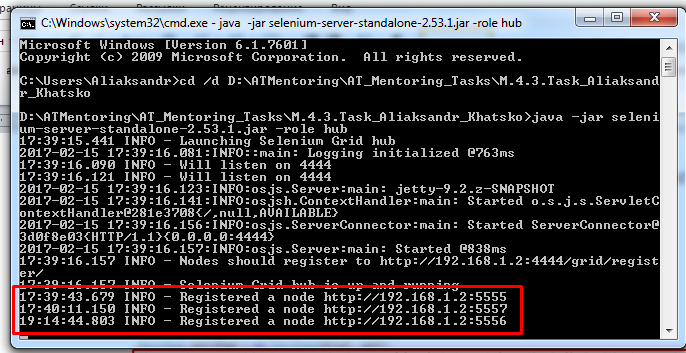 C:\Windows\system32\cmd.exe - java -jar selenium-server-standalone-2.53.1.jar -role hub
Microsoft Windows [Version 6.1.7601]
Copyright (c) 2009 Microsoft Corporation. All rights reserved.
C:\Users\Aliaksandr>cd /d D:\ATMentoring\AT_Mentoring_Tasks\M.4.3.Task_Aliaksand
r_Khatsko
D:\ATMentoring\AT_Mentoring_Tasks\M.4.3.Task_Aliaksandr_Khatsko>java -jar seleni
um-server-standalone-2.53.1.jar -role hub
17:39:15.441 INFO - Launching Selenium Grid hub
2017-02-15 17:39:16.081:INFO::main: Logging initialized @763ms
17:39:16.090 INFO - Will listen on 4444
17:39:16.121 INFO - Will listen on 4444
2017-02-15 17:39:16.123:INFO:osjs.Server:main: jetty-9.2.z-SNAPSHOT
2017-02-15 17:39:16.141:INFO:osjsh.ContextHandler:main: Started o.s.j.s.ServletC
ontextHandler@281e3708{/,null,AVAILABLE}
2017-02-15 17:39:16.156:INFO:osjs.ServerConnector:main: Started ServerConnector@
3d0f8e03{HTTP/1.1}{0.0.0.0:4444}
2017-02-15 17:39:16.157:INFO:osjs.Server:main: Started @838ms
17:39:16.157 INFO - Nodes should register to http://192.168.1.2:4444/grid/regist
er/
17:39:16.157 INFO - Selenium Grid hub is up and running
17:39:43.679 INFO - Registered a node http://192.168.1.2:5555
17:40:11.150 INFO - Registered a node http://192.168.1.2:5557
19:14:44.803 INFO - Registered a node http://192.168.1.2:5556